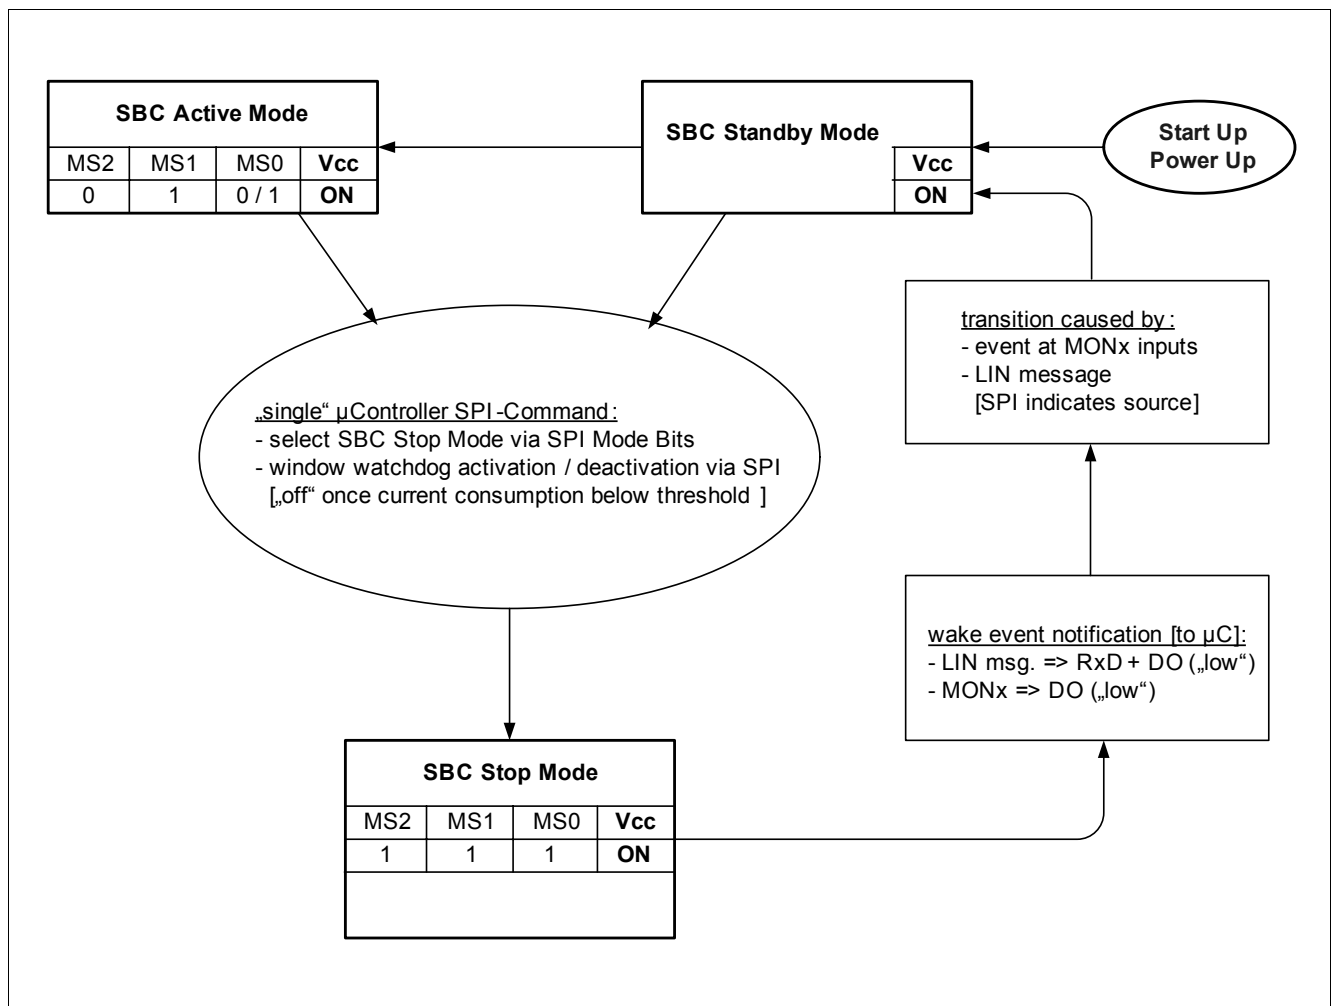 SBC Active Mode
MS2 MS1 MS0 Vcc
0 1 0 / 1 ON
SBC Standby Mode
Vcc
ON
Start Up
Power Up
transition caused by :
- event at MONx inputs
- LIN message
[SPI indicates source]
„single“ µController SPI-Command :
- select SBC Stop Mode via SPI Mode Bits
- window watchdog activation / deactivation via SPI
[„off“ once current consumption below threshold ]
wake event notification [to µC]:
- LIN msg. => RxD + DO („low“)
- MONx => DO („low“)
SBC Stop Mode
MS2 MS1 MS0 Vcc
1 1 1 ON